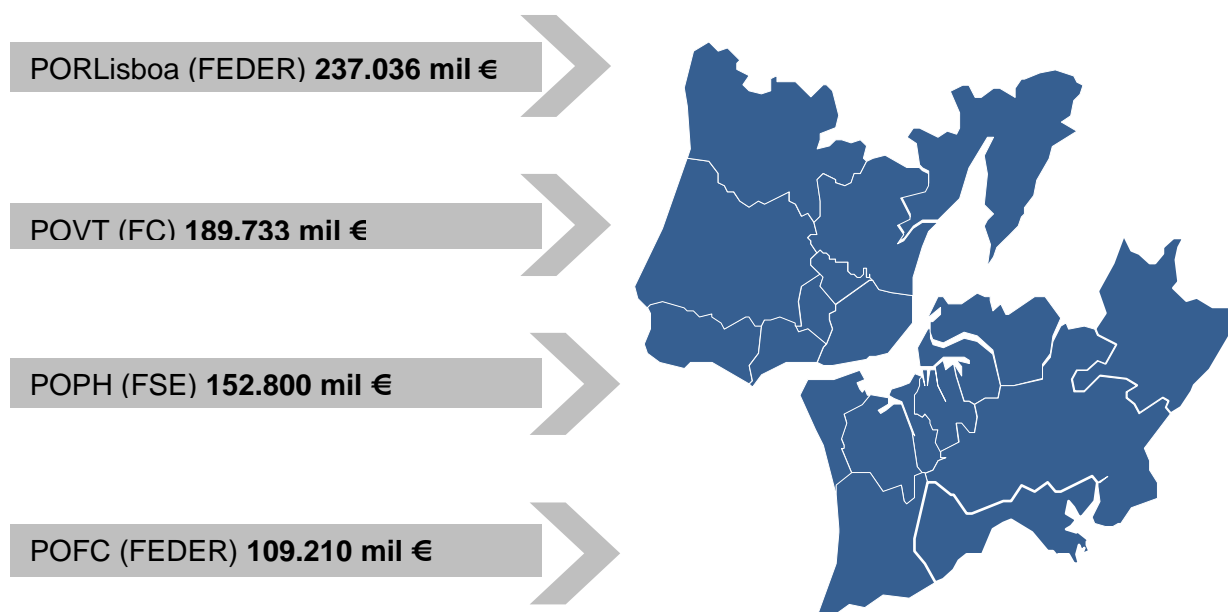 PORLisboa (FEDER) 237.036 mil €
POVT (FC) 189.733 mil €
POPH (FSE) 152.800 mil €
POFC (FEDER) 109.210 mil €